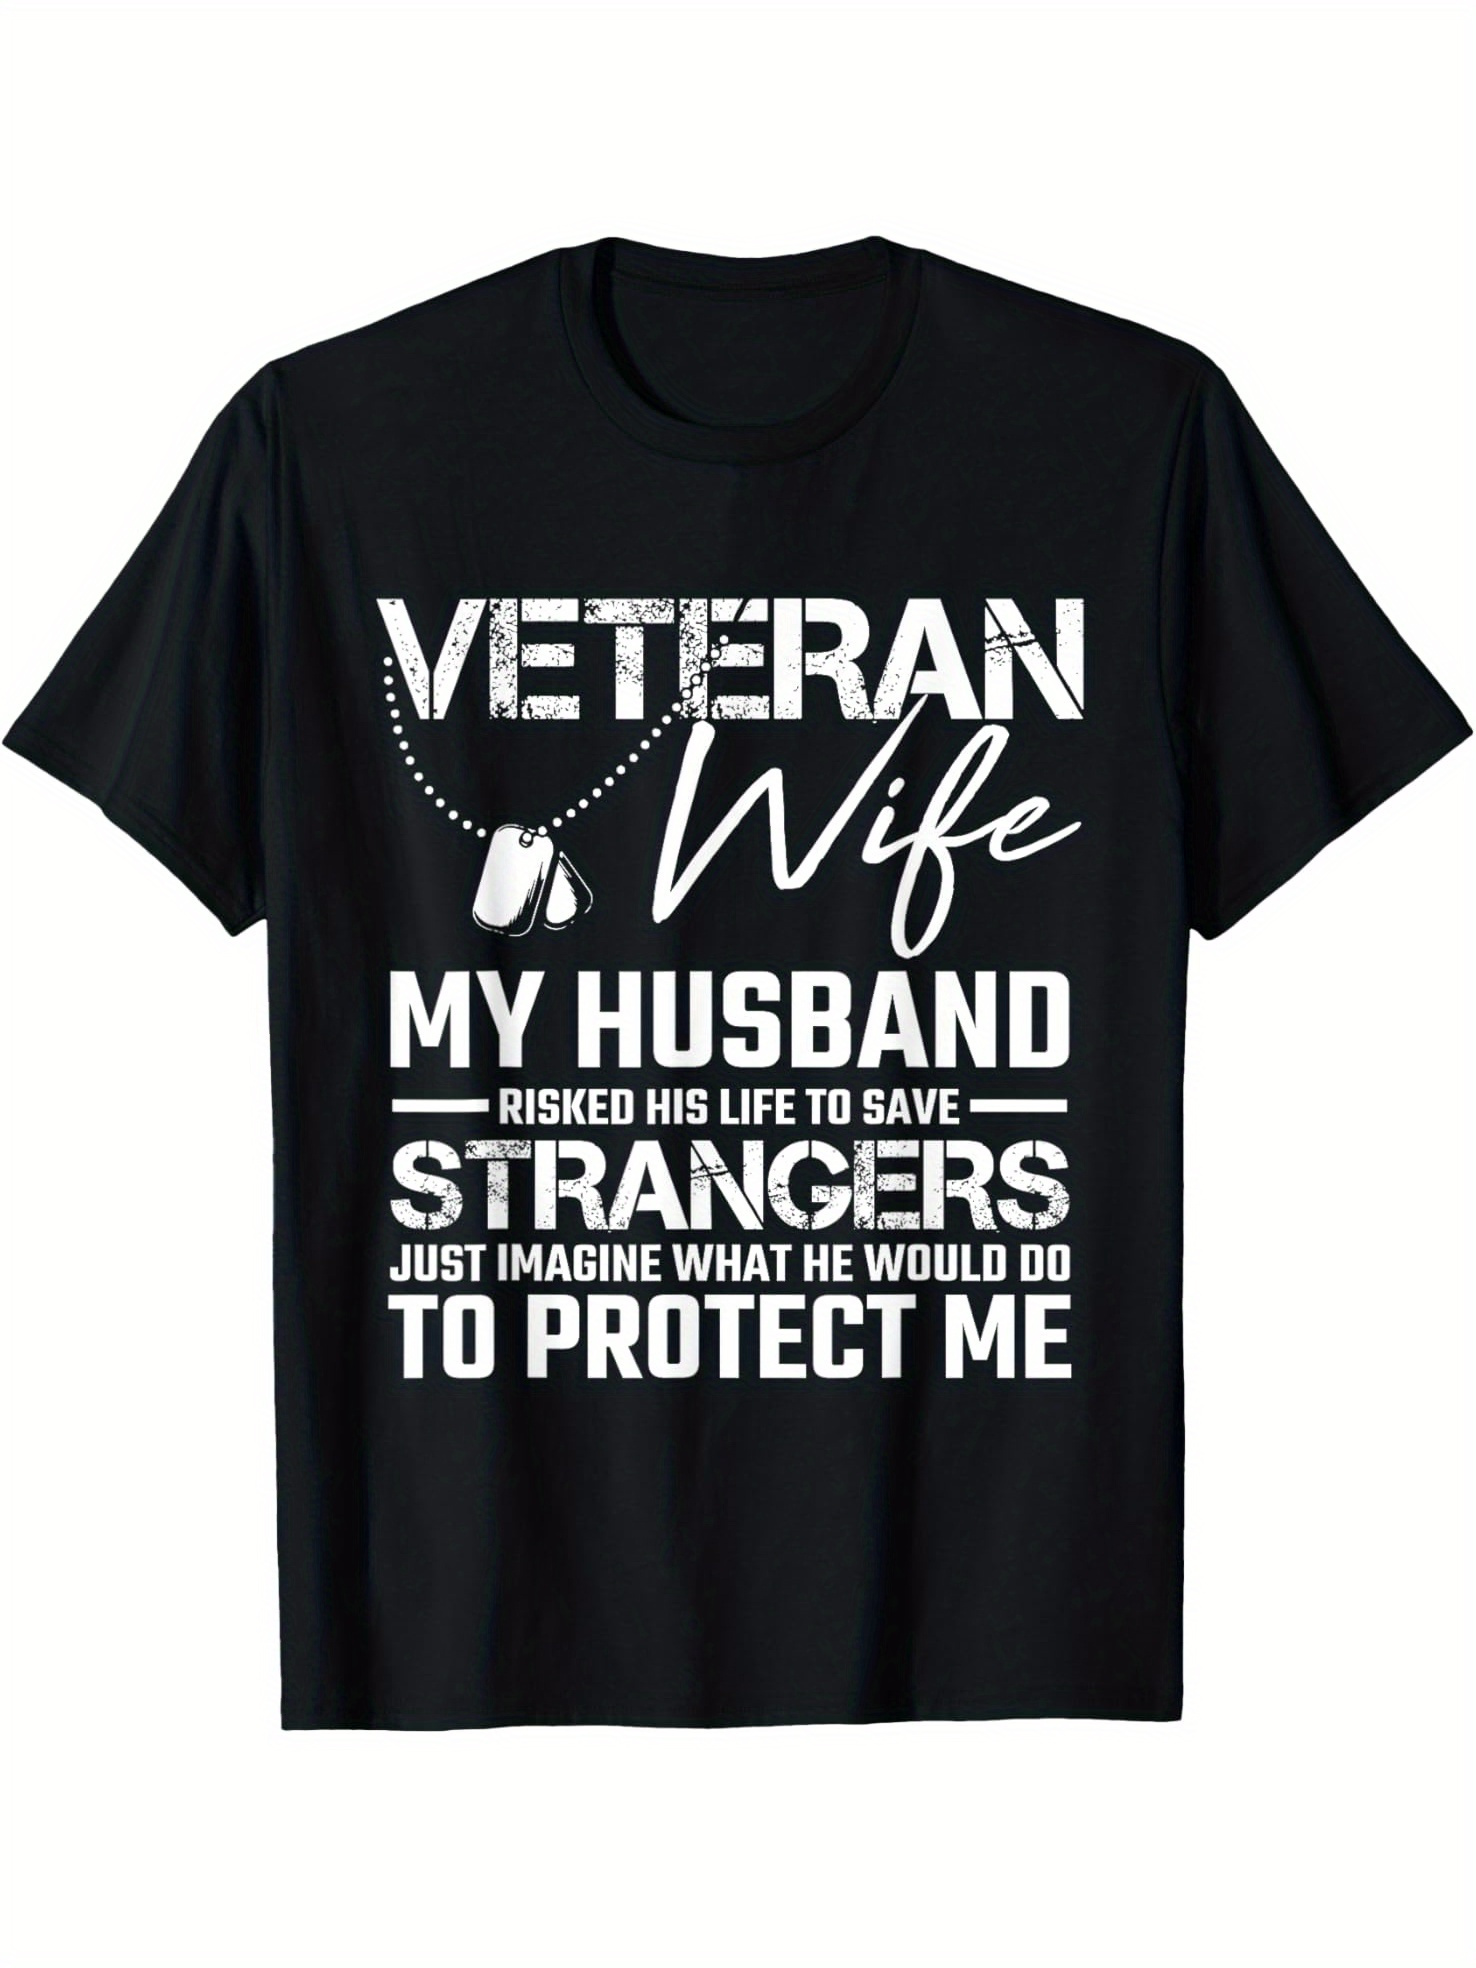 VETERAN
Wife
MY HUSBAND
RISKED HIS LIFE TO SAVE
STRANGERS
JUST IMAGINE WHAT HE WOULD DO
TO PROTECT ME